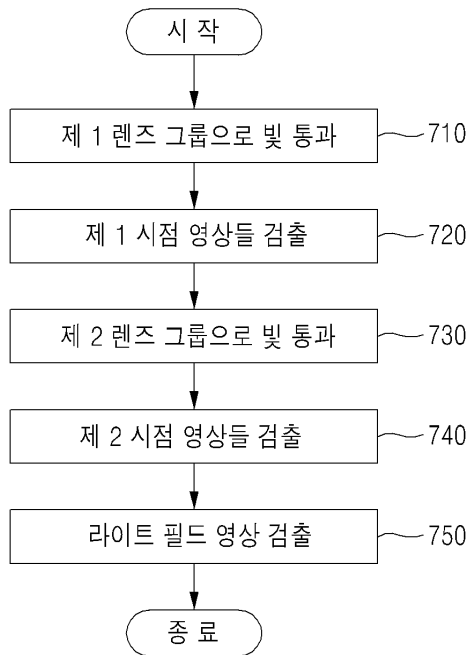 시 작
제 1 렌즈 그룹으로 빛 통과
710
제 1 시점 영상들 검출
720
제 2 렌즈 그룹으로 빛 통과
730
제 2 시점 영상들 검출
740
라이트 필드 영상 검출
750
종 료